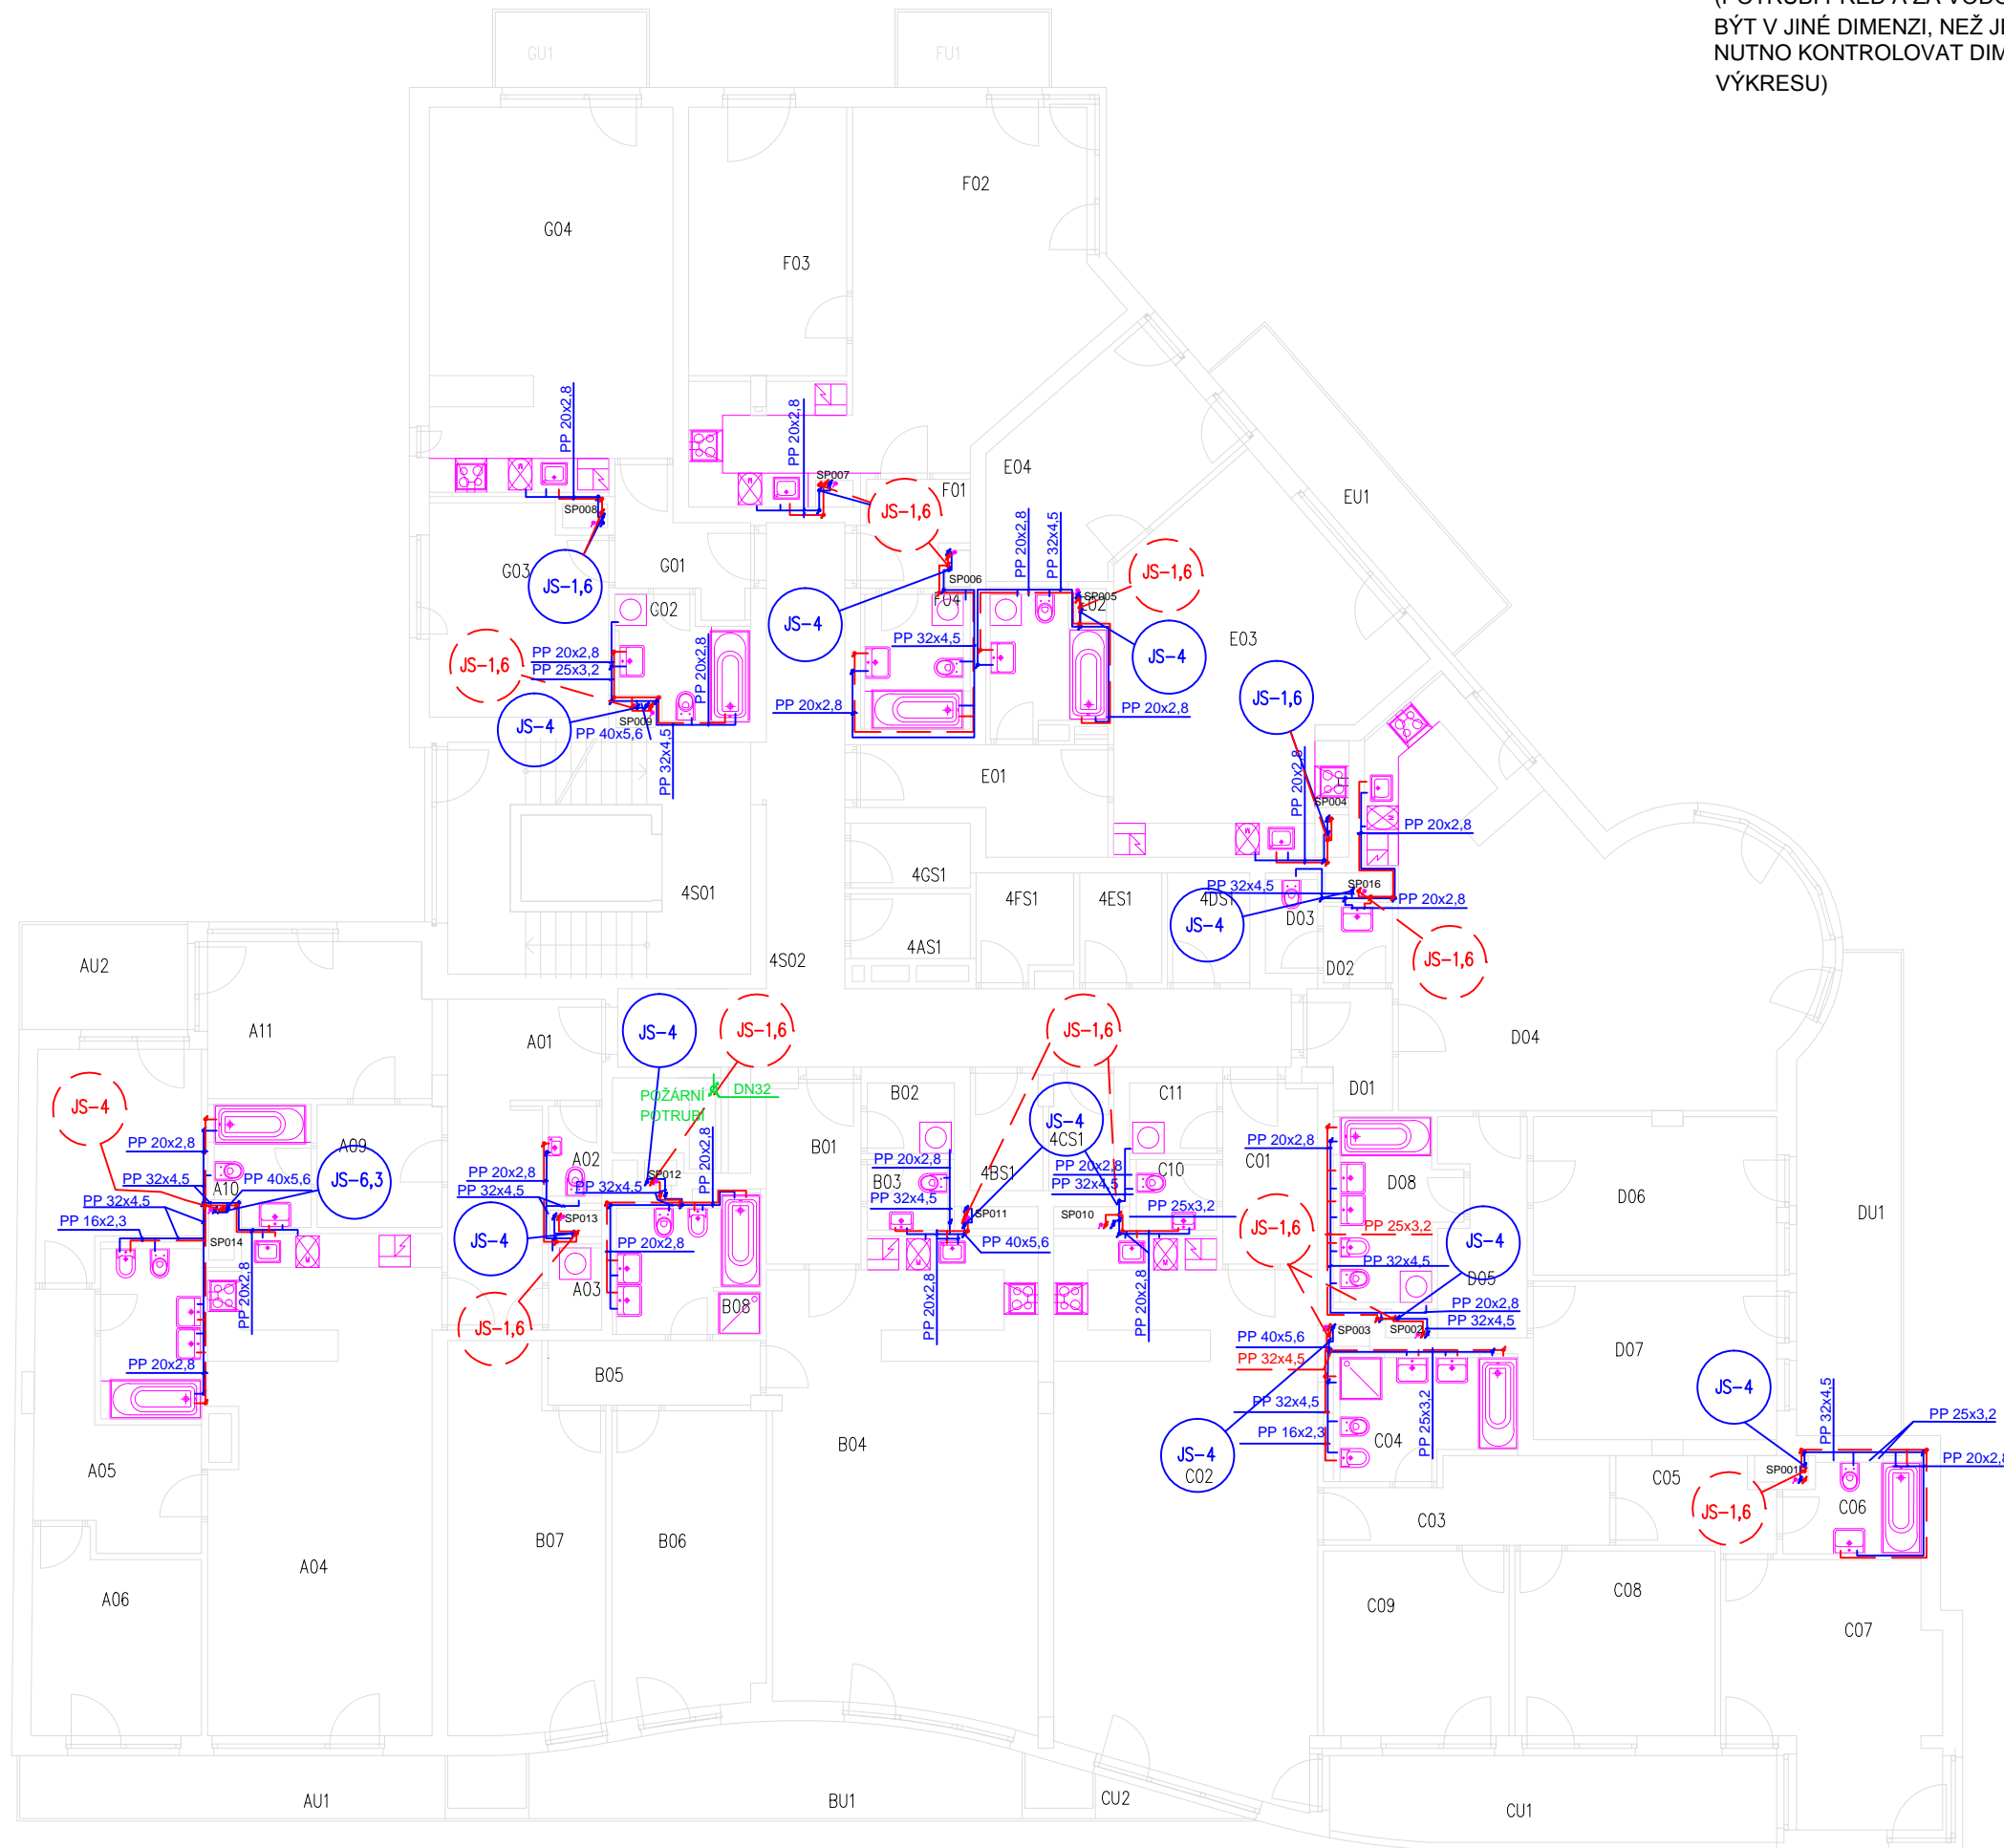 BÝT V JINÉ DIMENZI, NEŽ
NUTNO KONTROLOVAT
VÝKRESU)
GU1
FU1
F02
G04
F03
PP 20x2,8
PP 20x2,8
SP007
E04
F01
JS-1,6
EU1
SP008
PP 20x2,8
PP 32x4,5
G03
G01
JS-1,6
SP006
JS-1,6
SP005
E02
G02
F04
JS-4
E03
PP 32x4,5
PP 20x2,8
JS-1,6
PP 20x2,8
PP 25x3,2
JS-4
JS-1,6
PP 20x2,8
PP 20x2,8
SP009
JS-4
PP 40x5,6
PP 32x4,5
E01
PP 20x2,8
SP004
PP 20x2,8
4GS1
4S01
4FS1
4ES1
4DS1
PP 32x4,5
SP016
PP 20x2,8
D03
JS-4
4AS1
4S02
AU2
D02
JS-1,6
A11
A01
JS-4
JS-1,6
JS-1,6
D04
POŽÁRNÍ
POTRUBÍ
DN32
B02
C11
D01
JS-4
JS-4
PP 20x2,8
A09
B01
4CS1
PP 20x2,8
C01
D08
D06
A02
PP 20x2,8
B03
4BS1
PP 20x2,8
C10
PP 20x2,8
SP012
PP 20x2,8
PP 32x4,5
A10
PP 40x5,6
JS-6,3
PP 32x4,5
PP 32x4,5
PP 32x4,5
PP 32x4,5
PP 32x4,5
PP 25x3,2
DU1
PP 16x2,3
SP013
SP011
SP010
JS-1,6
PP 25x3,2
JS-4
SP014
JS-4
PP 20x2,8
PP 40x5,6
PP 32x4,5
D05
PP 20x2,8
A03
B08
PP 20x2,8
PP 20x2,8
PP 20x2,8
PP 32x4,5
JS-1,6
SP003
SP002
PP 40x5,6
PP 32x4,5
D07
PP 20x2,8
B05
JS-4
PP 32x4,5
PP 25x3,2
PP 32x4,5
PP 25x3,2
PP 16x2,3
C04
B04
JS-4
C02
A05
C05
SP001
C06
JS-1,6
C03
B07
B06
A04
A06
C09
C08
C07
AU1
BU1
CU2
CU1